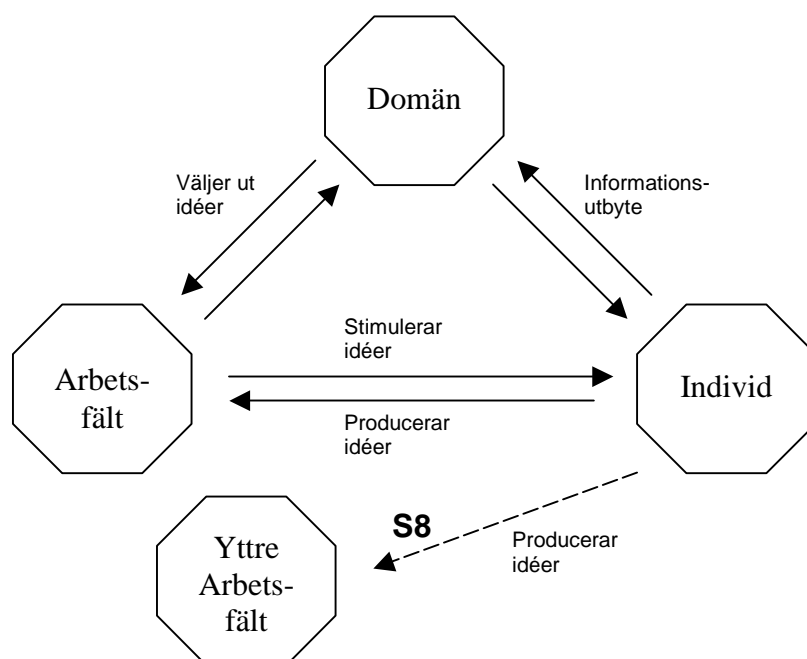 Domän
Väljer ut
idéer
Informations-
utbyte
Stimulerar
idéer
Arbets-
fält
Individ
Producerar
idéer
S8
Yttre
Arbets-
fält
Producerar
idéer